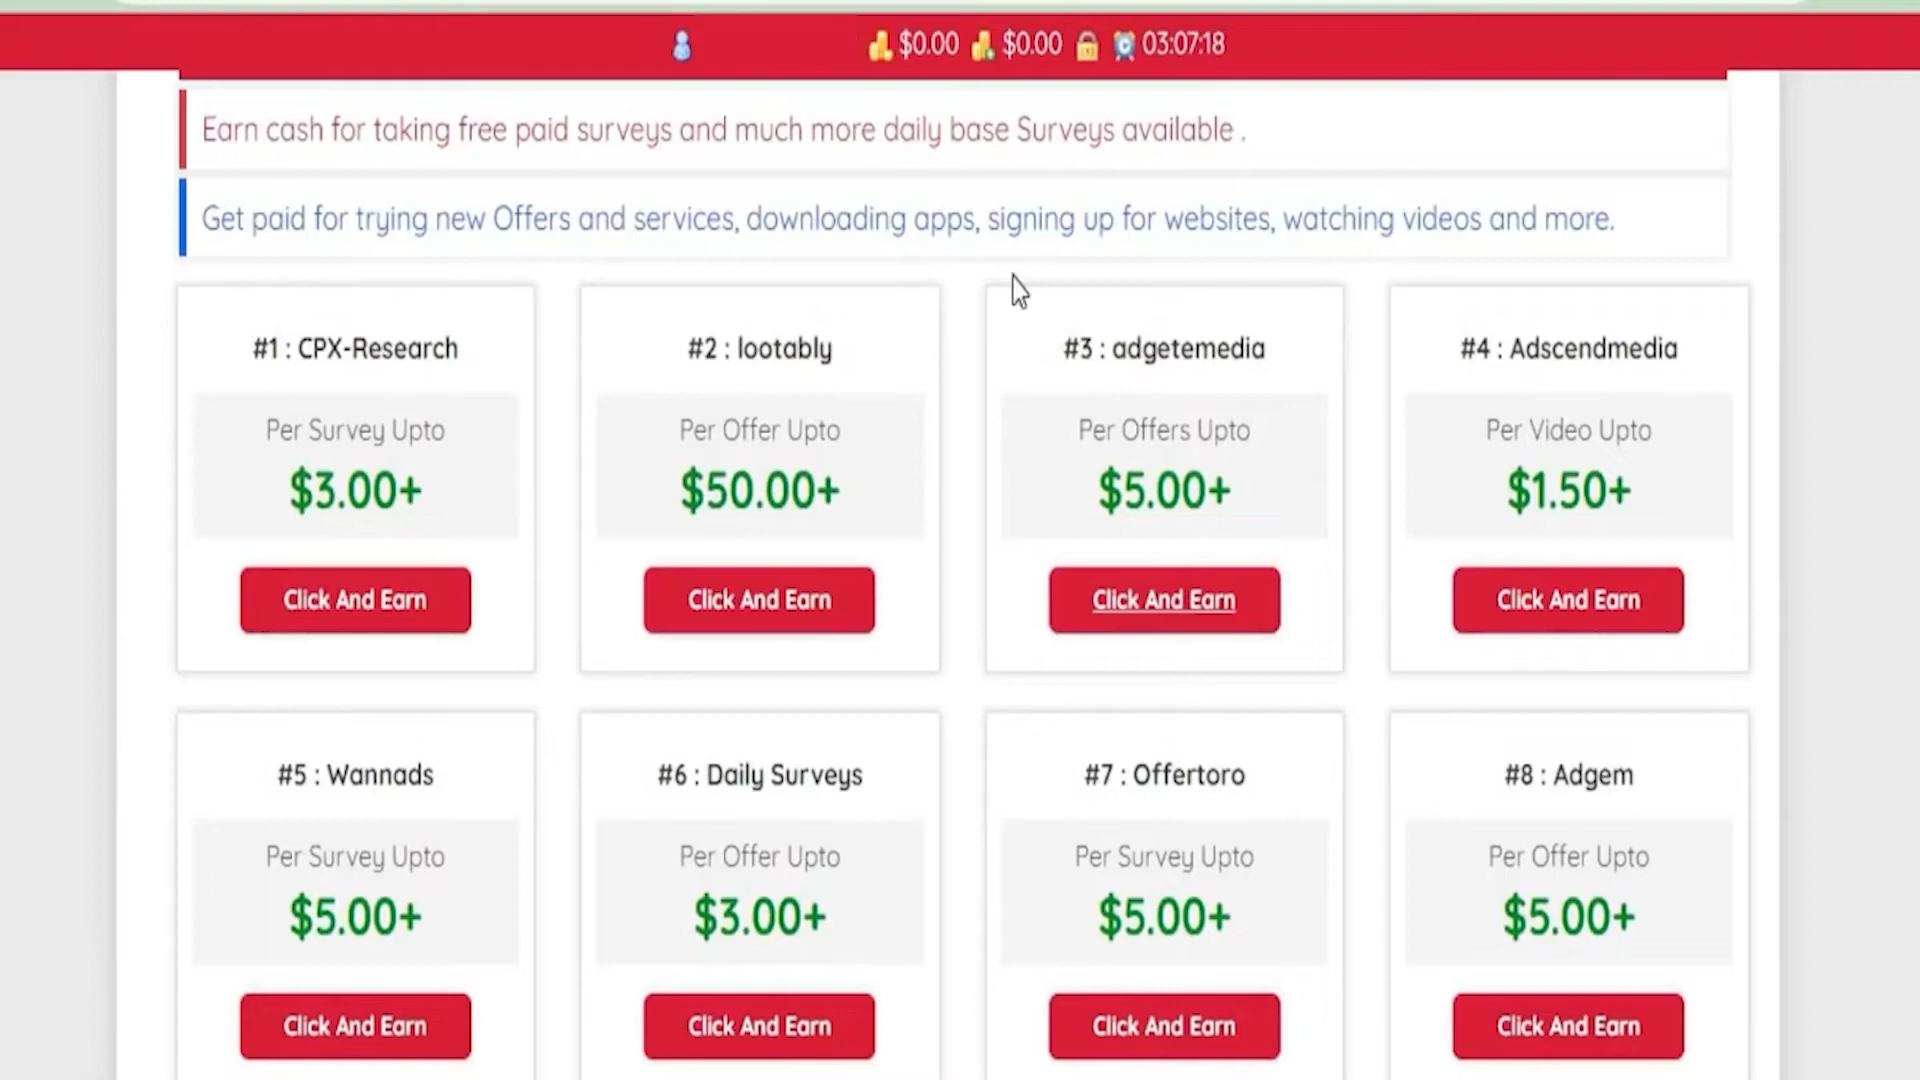 $0.00 $0.00 03:07:18
Earn cash for taking free paid surveys and much more daily base Surveys available .
Get paid for trying new Offers and services, downloading apps, signing up for websites, watching videos and more.
#1 : CPX-Research
Per Survey Upto
$3.00+
Click And Earn
#2 : lootably
Per Offer Upto
$50.00+
Click And Earn
#3 : adgetemedia
Per Offers Upto
$5.00+
Click And Earn
#4 : Adscendmedia
Per Video Upto
$1.50+
Click And Earn
#5 : Wannads
Per Survey Upto
$5.00+
Click And Earn
#6 : Daily Surveys
Per Offer Upto
$3.00+
Click And Earn
#7 : Offertoro
Per Survey Upto
$5.00+
Click And Earn
#8 : Adgem
Per Offer Upto
$5.00+
Click And Earn